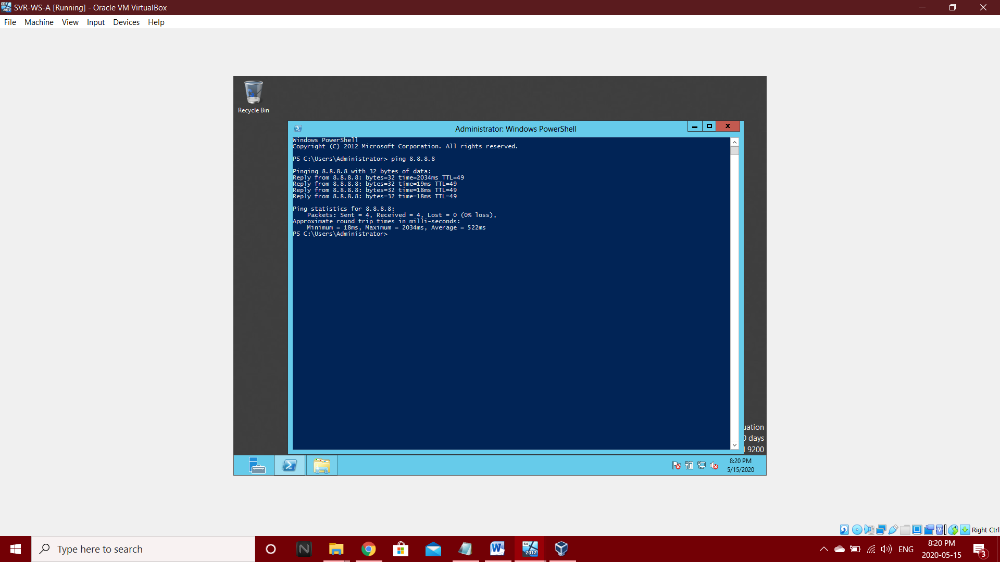 SVR-WS-A [Running] - Oracle VM VirtualBox
File Machine View Input Devices Help
Recycle Bin
Administrator: Windows PowerShell
Windows PowerShell
Copyright (C) 2012 Microsoft Corporation. All rights reserved.
PS C:\Users\Administrator> ping 8.8.8.8
Pinging 8.8.8.8 with 32 bytes of data:
Reply from 8.8.8.8: bytes=32 time=2034ms TTL=49
Reply from 8.8.8.8: bytes=32 time=19ms TTL=49
Reply from 8.8.8.8: bytes=32 time=18ms TTL=49
Reply from 8.8.8.8: bytes=32 time=18ms TTL=49
Ping statistics for 8.8.8.8:
Packets: Sent = 4, Received = 4, Lost = 0 (0% loss),
Approximate round trip times in milli-seconds:
Minimum = 18ms, Maximum = 2034ms, Average = 522ms
PS C:\Users\Administrator>
uation
0 days
9200
8:20 PM
5/15/2020
Right Ctrl
Type here to search
N
W
64
2012
ENG
8:20 PM
2020-05-15
3